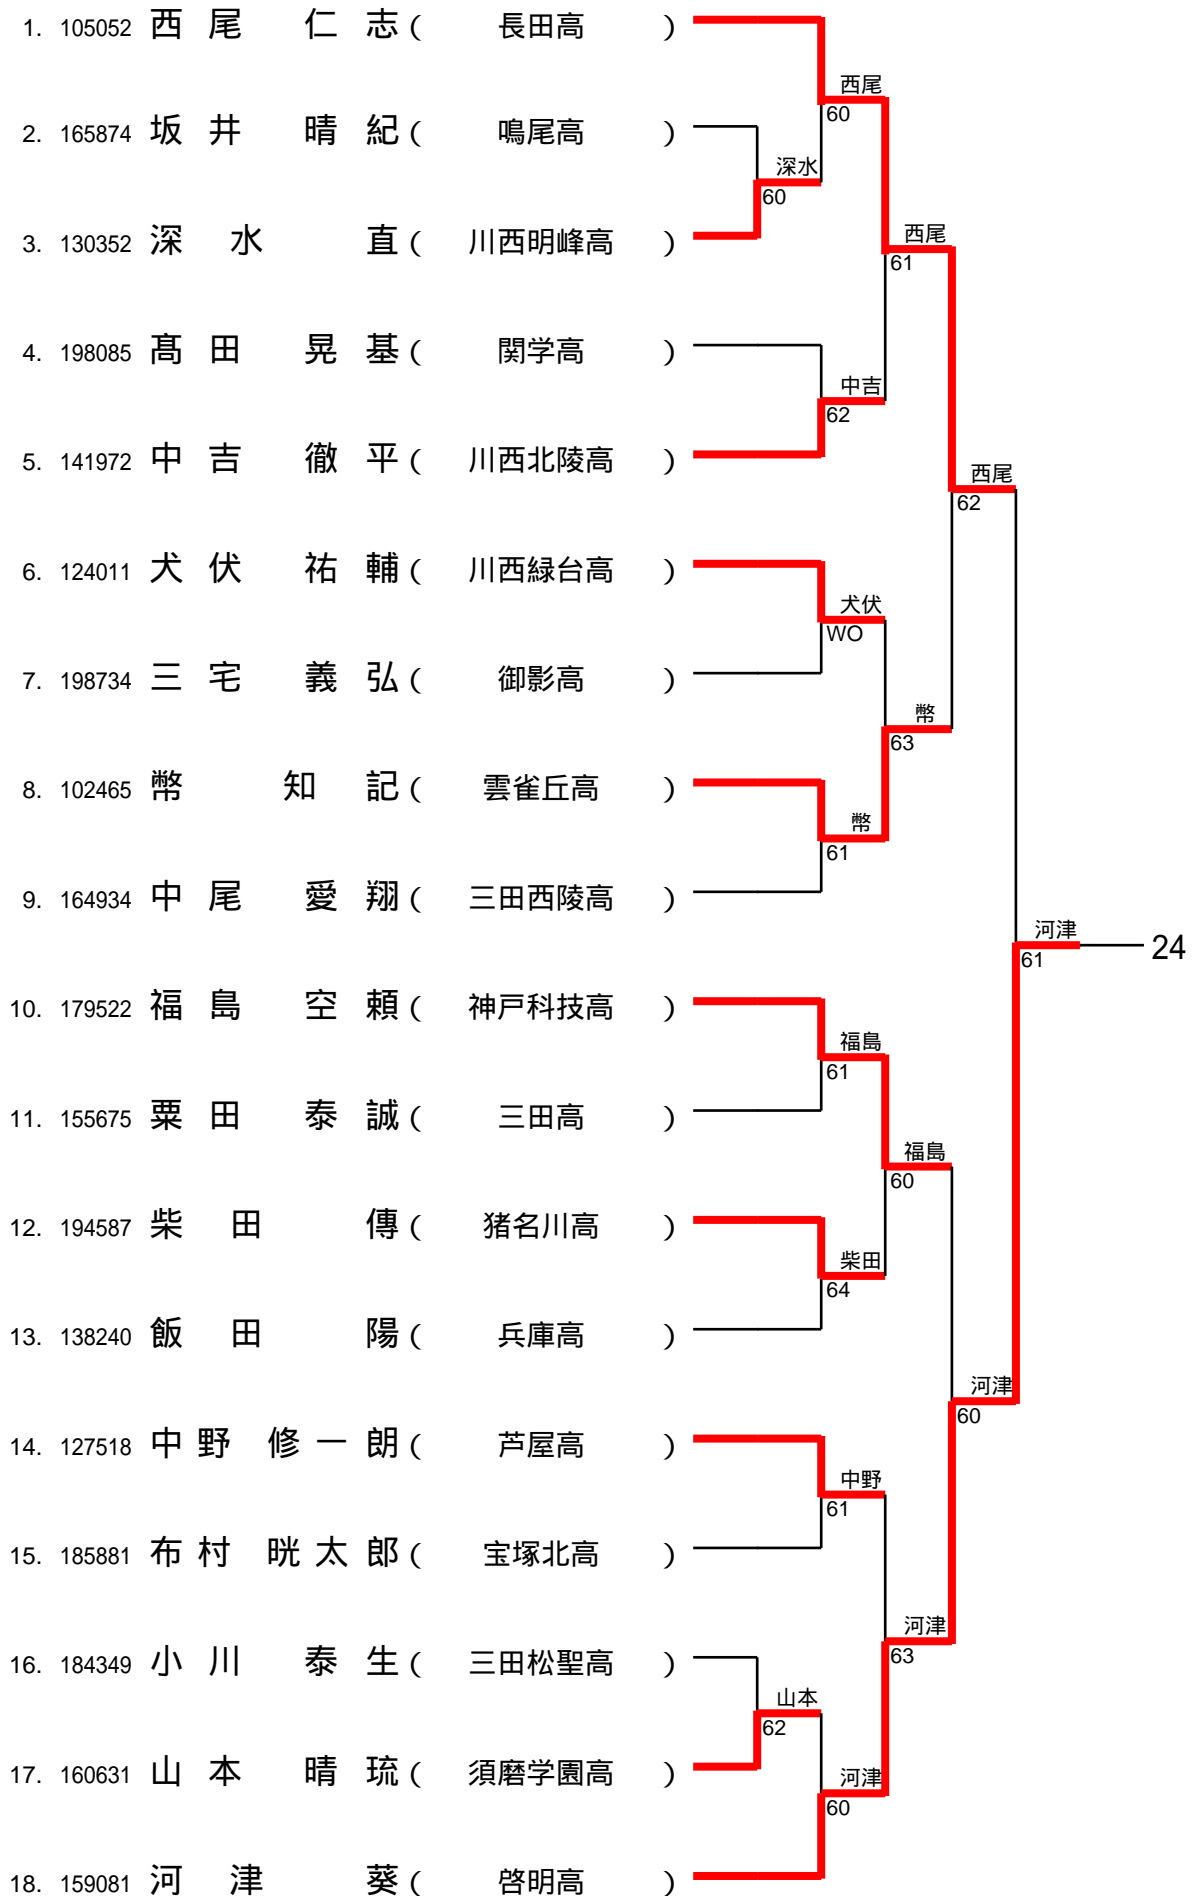 1. 105052 西尾 仁志 ( 長田高 )
西尾
60
2. 165874 坂井 晴紀 ( 鳴尾高 )
深水
60
3. 130352 深水 直 ( 川西明峰高 )
西尾
61
4. 198085 髙田 晃基 ( 関学高 )
中吉
62
5. 141972 中吉 徹平 ( 川西北陵高 )
西尾
62
6. 124011 犬伏 祐輔 ( 川西緑台高 )
犬伏
WO
7. 198734 三宅 義弘 ( 御影高 )
幣
63
8. 102465 幣 知記 ( 雲雀丘高 )
幣
61
9. 164934 中尾 愛翔 ( 三田西陵高 )
河津
61
24
10. 179522 福島 空頼 ( 神戸科技高 )
福島
61
11. 155675 粟田 泰誠 ( 三田高 )
福島
60
12. 194587 柴田 傳 ( 猪名川高 )
柴田
64
13. 138240 飯田 陽 ( 兵庫高 )
河津
60
14. 127518 中野 修一朗 ( 芦屋高 )
中野
61
15. 185881 布村 晄太郎 ( 宝塚北高 )
河津
63
16. 184349 小川 泰生 ( 三田松聖高 )
山本
62
17. 160631 山本 晴琉 ( 須磨学園高 )
河津
60
18. 159081 河津 葵 ( 啓明高 )